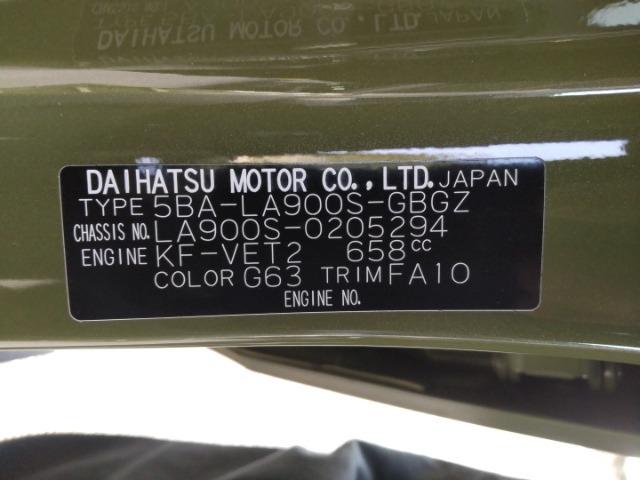 DAIHATSU MOTOR CO.,LTD. JAPAN
TYPE 5BA-LA900S-GBGZ
CHASSIS NO. LA900S-0205294
ENGINE KF-VET2 658cc
COLOR G63 TRIM FA10
ENGINE NO.